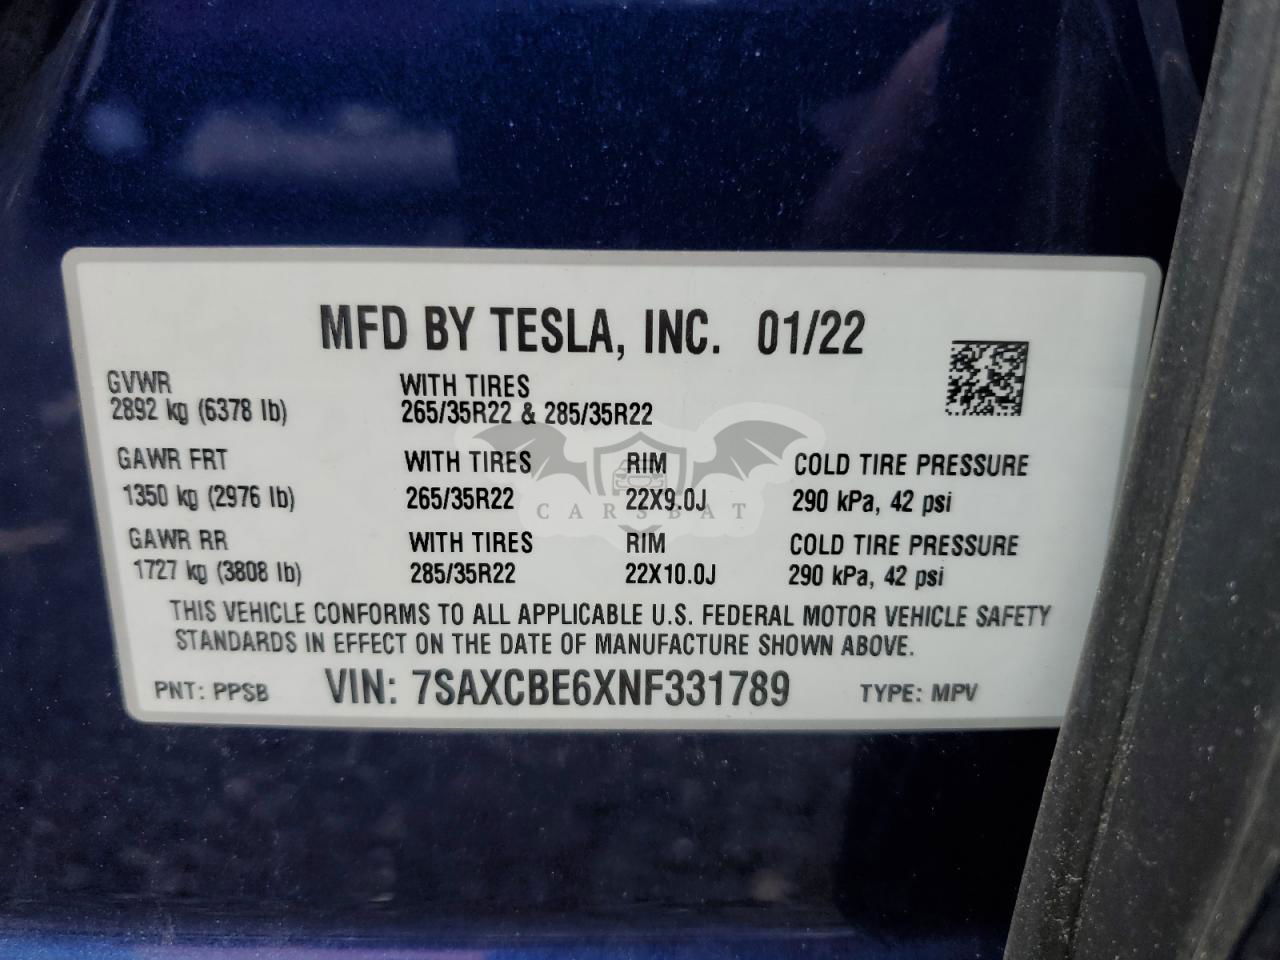 MFD BY TESLA, INC. 01/22
GVWR
2892 kg (6378 lb)
WITH TIRES
265/35R22 & 285/35R22
GAWR FRT
1350 kg (2976 lb)
WITH TIRES
265/35R22
RIM
22X9.0J
COLD TIRE PRESSURE
290 kPa, 42 psi
CARSBAT
GAWR RR
1727 kg (3808 lb)
WITH TIRES
285/35R22
RIM
22X10.0J
COLD TIRE PRESSURE
290 kPa, 42 psi
THIS VEHICLE CONFORMS TO ALL APPLICABLE U.S. FEDERAL MOTOR VEHICLE SAFETY
STANDARDS IN EFFECT ON THE DATE OF MANUFACTURE SHOWN ABOVE.
PNT: PPSB VIN: 7SAXCBE6XNF331789 TYPE: MPV